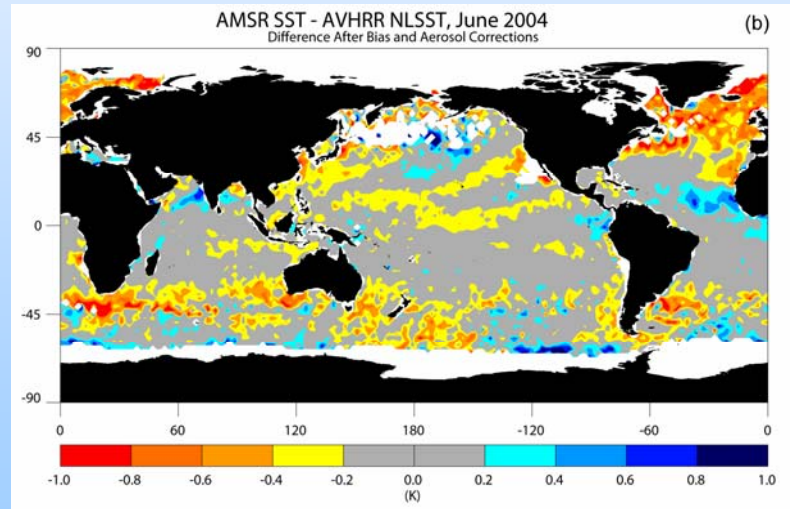 AMSR SST - AVHRR NLSST, June 2004
(b)
Difference After Bias and Aerosol Corrections
90
45
0
-45
-90
0 60 120 180 -120 -60 0
-1.0 -0.8 -0.6 -0.4 -0.2 0.0 0.2 0.4 0.6 0.8 1.0
(K)